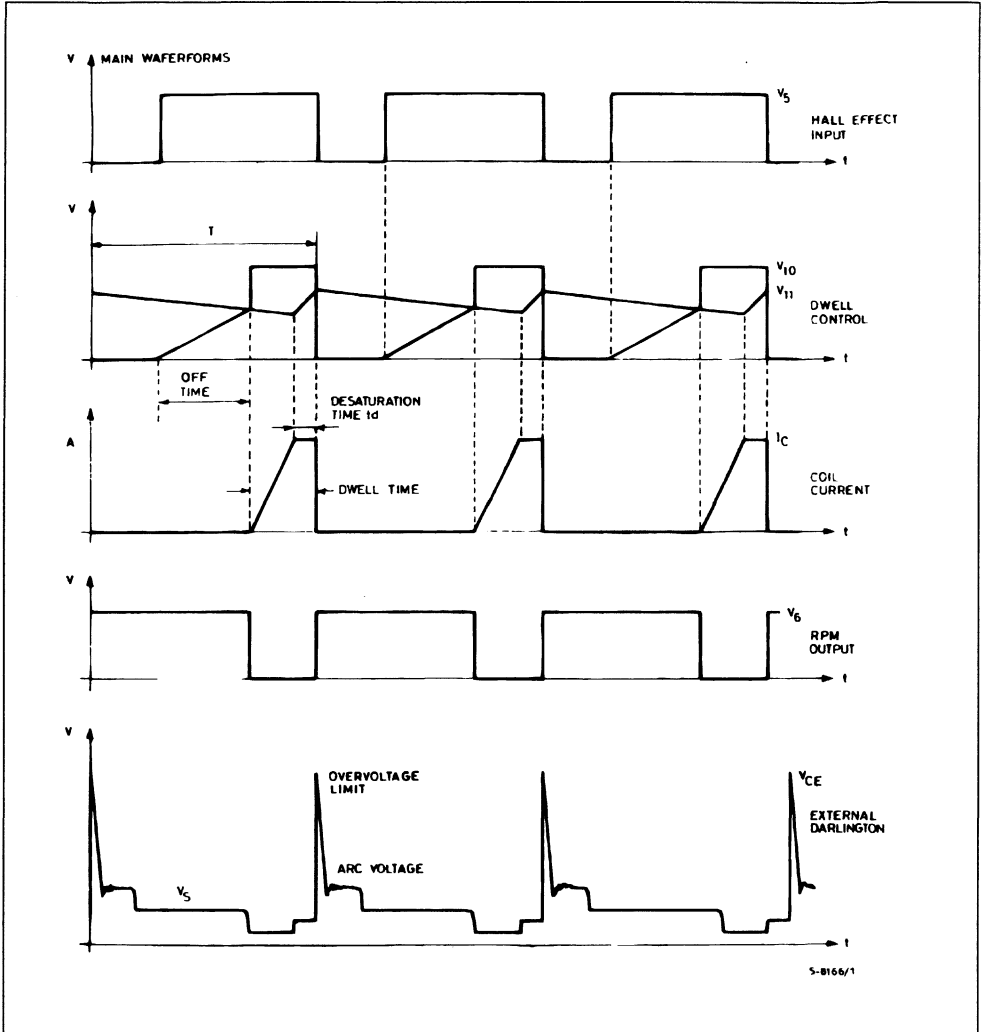 V MAIN WAFERFORMS
V5
HALL EFFECT
INPUT
t
V
T
V10
V11
DWELL
CONTROL
t
OFF
TIME
DESATURATION
TIME td
A
IC
DWELL TIME
COIL
CURRENT
t
V
V6
RPM
OUTPUT
t
V
OVERVOLTAGE
LIMIT
VCE
EXTERNAL
DARLINGTON
ARC VOLTAGE
VS
t
S-8166/1